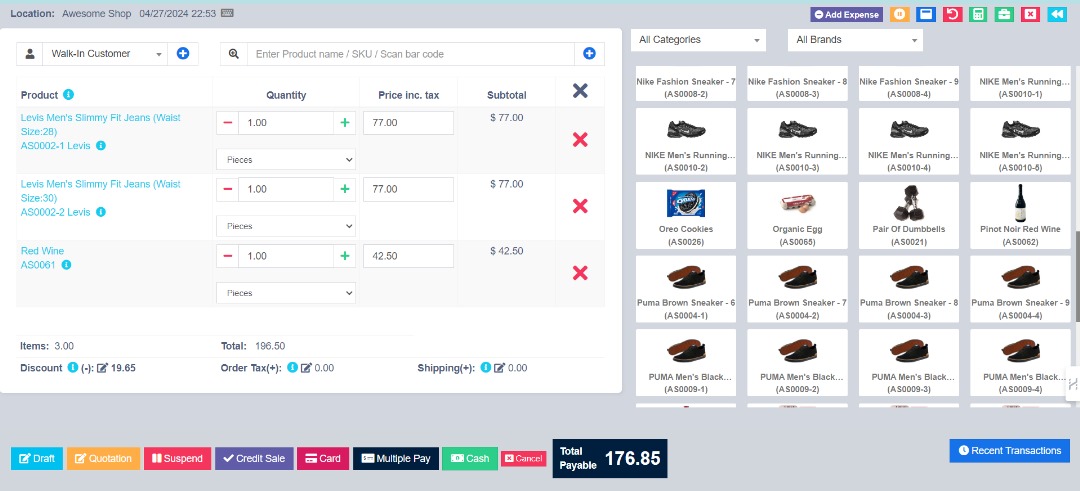 Location: Awesome Shop 04/27/2024 22:53
Add Expense
Walk-In Customer
Enter Product name / SKU / Scan bar code
All Categories
All Brands
Product
Quantity
Price inc. tax
Subtotal
Levis Men's Slimmy Fit Jeans (Waist
Size:28)
AS0002-1 Levis
1.00
77.00
$ 77.00
Pieces
Levis Men's Slimmy Fit Jeans (Waist
Size:30)
AS0002-2 Levis
1.00
77.00
$ 77.00
Pieces
Red Wine
AS0061
1.00
42.50
$ 42.50
Pieces
Items: 3.00
Total: 196.50
Discount (-): 19.65
Order Tax(+): 0.00
Shipping(+): 0.00
Nike Fashion Sneaker - 7
(AS0008-2)
Nike Fashion Sneaker - 8
(AS0008-3)
Nike Fashion Sneaker - 9
(AS0008-4)
NIKE Men's Running...
(AS0010-1)
NIKE Men's Running...
(AS0010-2)
NIKE Men's Running...
(AS0010-3)
NIKE Men's Running...
(AS0010-4)
NIKE Men's Running...
(AS0010-5)
OREO
Oreo Cookies
(AS0026)
Organic Egg
(AS0065)
Pair Of Dumbbells
(AS0021)
Pinot Noir Red Wine
(AS0062)
Puma Brown Sneaker - 6
(AS0004-1)
Puma Brown Sneaker - 7
(AS0004-2)
Puma Brown Sneaker - 8
(AS0004-3)
Puma Brown Sneaker - 9
(AS0004-4)
PUMA Men's Black...
(AS0009-1)
PUMA Men's Black...
(AS0009-2)
PUMA Men's Black...
(AS0009-3)
PUMA Men's Black...
(AS0009-4)
Draft
Quotation
Suspend
Credit Sale
Card
Multiple Pay
Cash
Cancel
Total
Payable
176.85
Recent Transactions